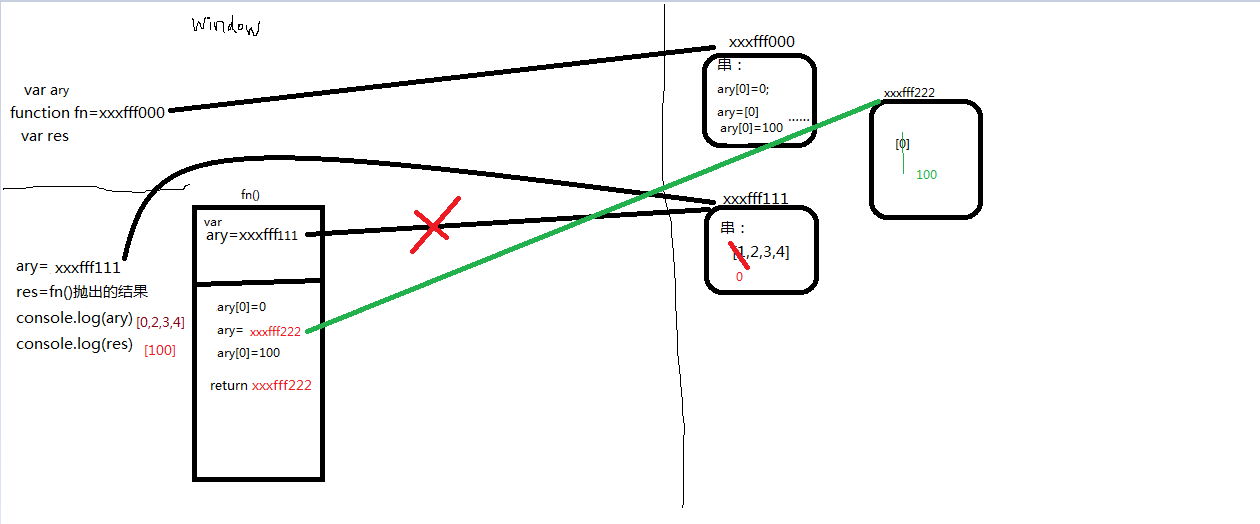 window
var ary
function fn=xxxfff000
var res
xxxfff000
串：
ary[0]=0;
ary=[0]
ary[0]=100
......
xxxfff222
[0]
100
fn()
var
ary=xxxfff111
xxxfff111
串：
[1,2,3,4]
0
ary= xxxfff111
res=fn()抛出的结果
console.log(ary) [0,2,3,4]
console.log(res) [100]
ary[0]=0
ary= xxxfff222
ary[0]=100
return xxxfff222